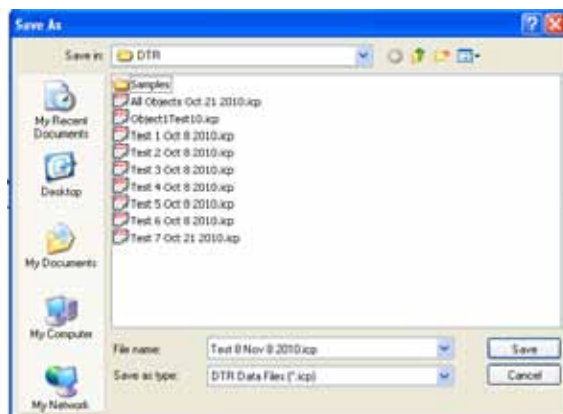 Save As
Save in: DTR
Samples
All Objects Oct 21 2010.icp
Object1Test10.icp
Test 1 Oct 8 2010.icp
Test 2 Oct 8 2010.icp
Test 3 Oct 8 2010.icp
Test 4 Oct 8 2010.icp
Test 5 Oct 8 2010.icp
Test 6 Oct 8 2010.icp
Test 7 Oct 21 2010.icp
My Recent
Documents
Desktop
My Documents
My Computer
My Network
File name: Test 8 Nov 8 2010.icp Save
Save as type: DTR Data Files (*.icp) Cancel